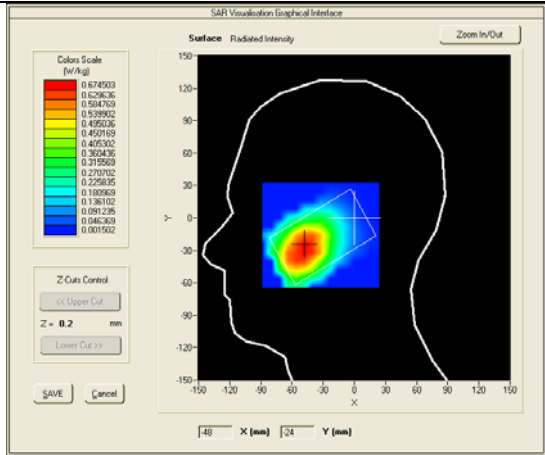 SAR Visualisation Graphical Interface
Surface Radiated Intensity
Zoom In/Out
Colors Scale
(W/kg)
0.674503
0.629636
0.584769
0.539902
0.495036
0.450169
0.405302
0.360436
0.315569
0.270702
0.225835
0.180969
0.136102
0.091235
0.046369
0.001502
150
120
90
60
30
0
-30
-60
-90
-120
-150
Y
-150 -120 -90 -60 -30 0 30 60 90 120 150
X
Z-Cuts Control
<< Upper Cut
Z = 0.2 mm
Lower Cut >>
SAVE Cancel
-48 X (mm) -24 Y (mm)